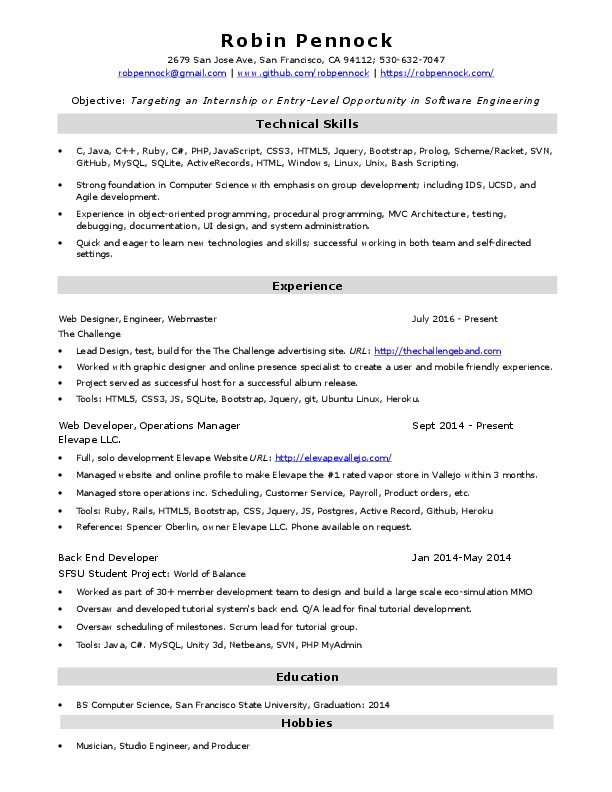 Robin Pennock
2679 San Jose Ave, San Francisco, CA 94112; 530-632-7047
robpennock@gmail.com | www.github.com/robpennock | https://robpennock.com/
Objective: Targeting an Internship or Entry-Level Opportunity in Software Engineering
Technical Skills
• C, Java, C++, Ruby, C#, PHP, JavaScript, CSS3, HTML5, Jquery, Bootstrap, Prolog, Scheme/Racket, SVN,
GitHub, MySQL, SQLite, ActiveRecords, HTML, Windows, Linux, Unix, Bash Scripting.
• Strong foundation in Computer Science with emphasis on group development; including IDS, UCSD, and
Agile development.
• Experience in object-oriented programming, procedural programming, MVC Architecture, testing,
debugging, documentation, UI design, and system administration.
• Quick and eager to learn new technologies and skills; successful working in both team and self-directed
settings.
Experience
Web Designer, Engineer, Webmaster July 2016 - Present
The Challenge
• Lead Design, test, build for the The Challenge advertising site. URL: http://thechallengeband.com
• Worked with graphic designer and online presence specialist to create a user and mobile friendly experience.
• Project served as successful host for a successful album release.
• Tools: HTML5, CSS3, JS, SQLite, Bootstrap, Jquery, git, Ubuntu Linux, Heroku.
Web Developer, Operations Manager Sept 2014 - Present
Elevape LLC.
• Full, solo development Elevape Website URL: http://elevapevallejo.com/
• Managed website and online profile to make Elevape the #1 rated vapor store in Vallejo within 3 months.
• Managed store operations inc. Scheduling, Customer Service, Payroll, Product orders, etc.
• Tools: Ruby, Rails, HTML5, Bootstrap, CSS, Jquery, JS, Postgres, Active Record, Github, Heroku
• Reference: Spencer Oberlin, owner Elevape LLC. Phone available on request.
Back End Developer Jan 2014-May 2014
SFSU Student Project: World of Balance
• Worked as part of 30+ member development team to design and build a large scale eco-simulation MMO
• Oversaw and developed tutorial system's back end. Q/A lead for final tutorial development.
• Oversaw scheduling of milestones. Scrum lead for tutorial group.
• Tools: Java, C#. MySQL, Unity 3d, Netbeans, SVN, PHP MyAdmin
Education
• BS Computer Science, San Francisco State University, Graduation: 2014
Hobbies
• Musician, Studio Engineer, and Producer